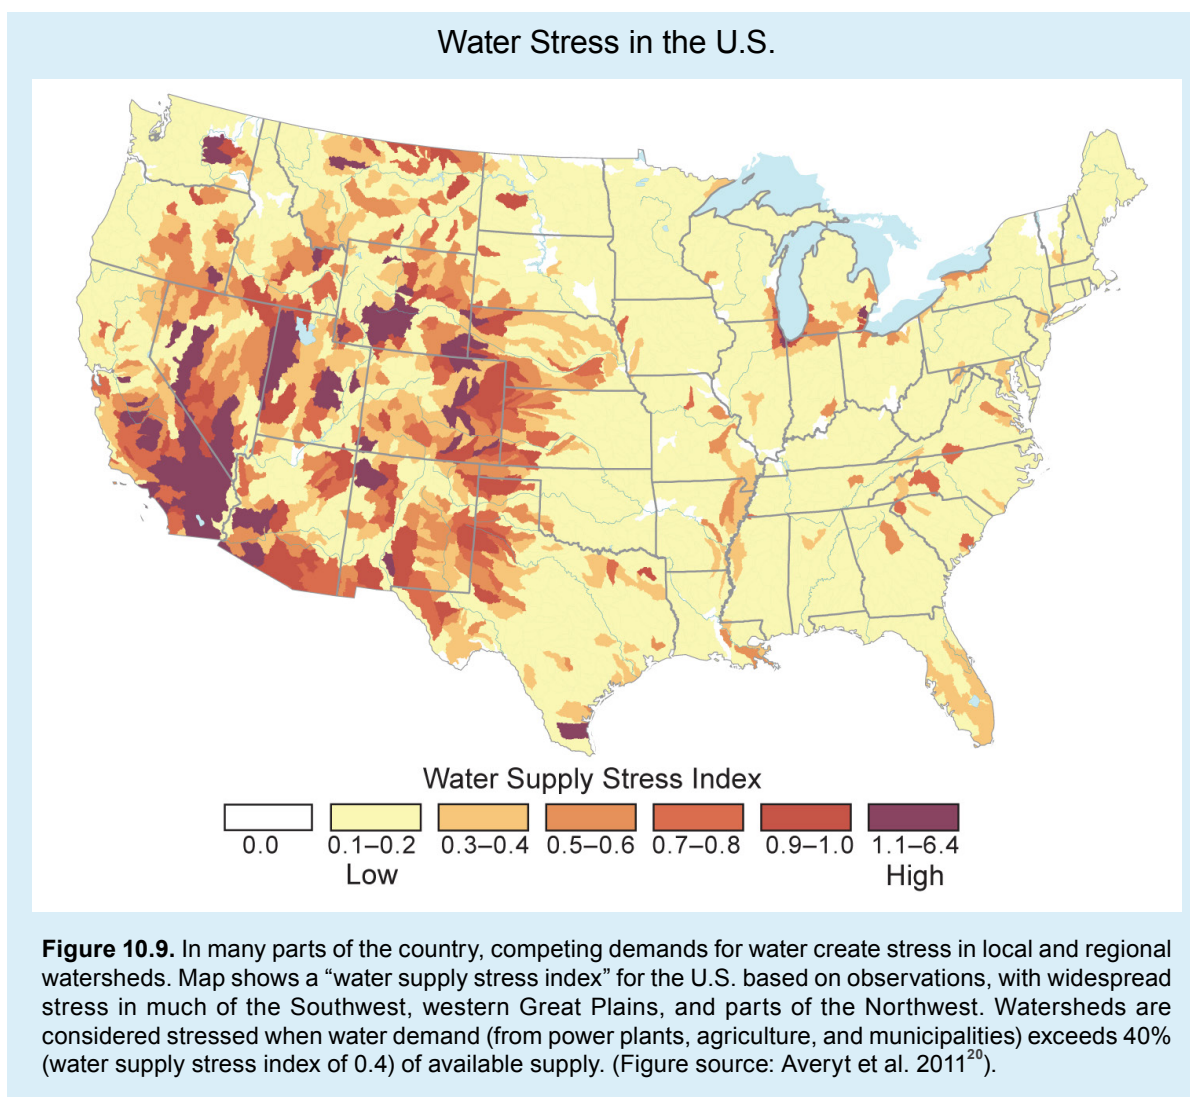 Water Stress in the U.S.
Water Supply Stress Index
0.0 0.1–0.2 0.3–0.4 0.5–0.6 0.7–0.8 0.9–1.0 1.1–6.4
Low High
Figure 10.9. In many parts of the country, competing demands for water create stress in local and regional
watersheds. Map shows a “water supply stress index” for the U.S. based on observations, with widespread
stress in much of the Southwest, western Great Plains, and parts of the Northwest. Watersheds are
considered stressed when water demand (from power plants, agriculture, and municipalities) exceeds 40%
(water supply stress index of 0.4) of available supply. (Figure source: Averyt et al. 201120).